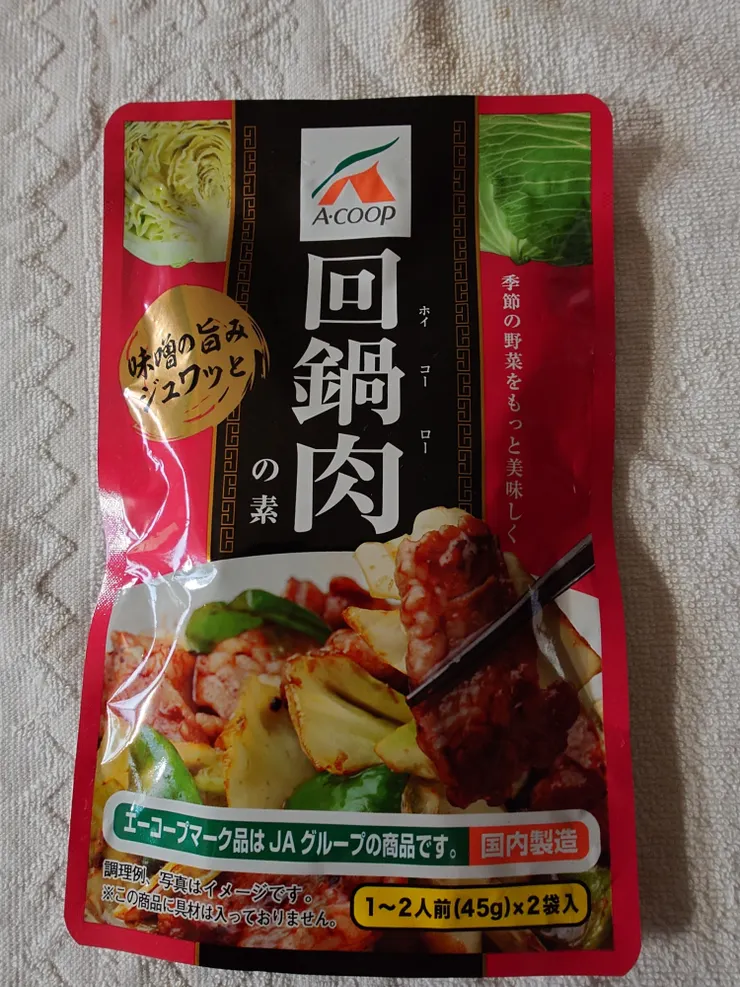 A·COOP
回鍋肉
ホイ コー ロー
の素
季節の野菜をもっと美味しく
味噌の旨み
ジュワッと
エーコープマーク品は JA グループの商品です。
国内製造
調理例、写真はイメージです。
※この商品に具材は入っておりません。
1〜2人前(45g)×2袋入